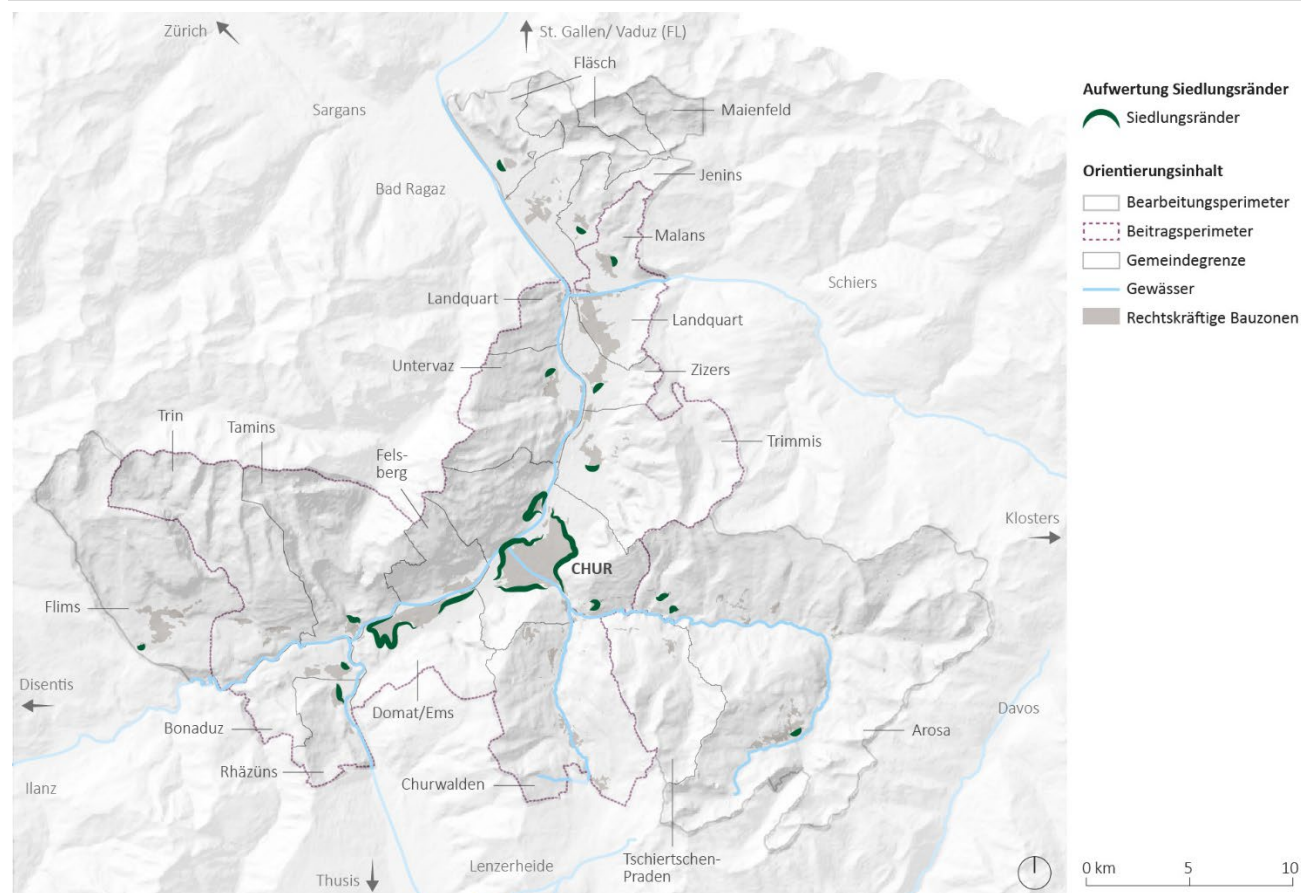 Zürich
St. Gallen/ Vaduz (FL)
Fläsch
Maienfeld
Sargans
Bad Ragaz
Jenins
Malans
Schiers
Landquart
Landquart
Untervaz
Zizers
Trin
Tamins
Fels-
berg
Trimmis
Klosters
CHUR
Flims
Disentis
Domat/Ems
Davos
Bonaduz
Arosa
Rhäzüns
Churwalden
Ilanz
Tschiertschen-
Praden
Lenzerheide
Thusis
Aufwertung Siedlungsränder
Siedlungsränder
Orientierungsinhalt
Bearbeitungsperimeter
Beitragsperimeter
Gemeindegrenze
Gewässer
Rechtskräftige Bauzonen
0 km 5 10